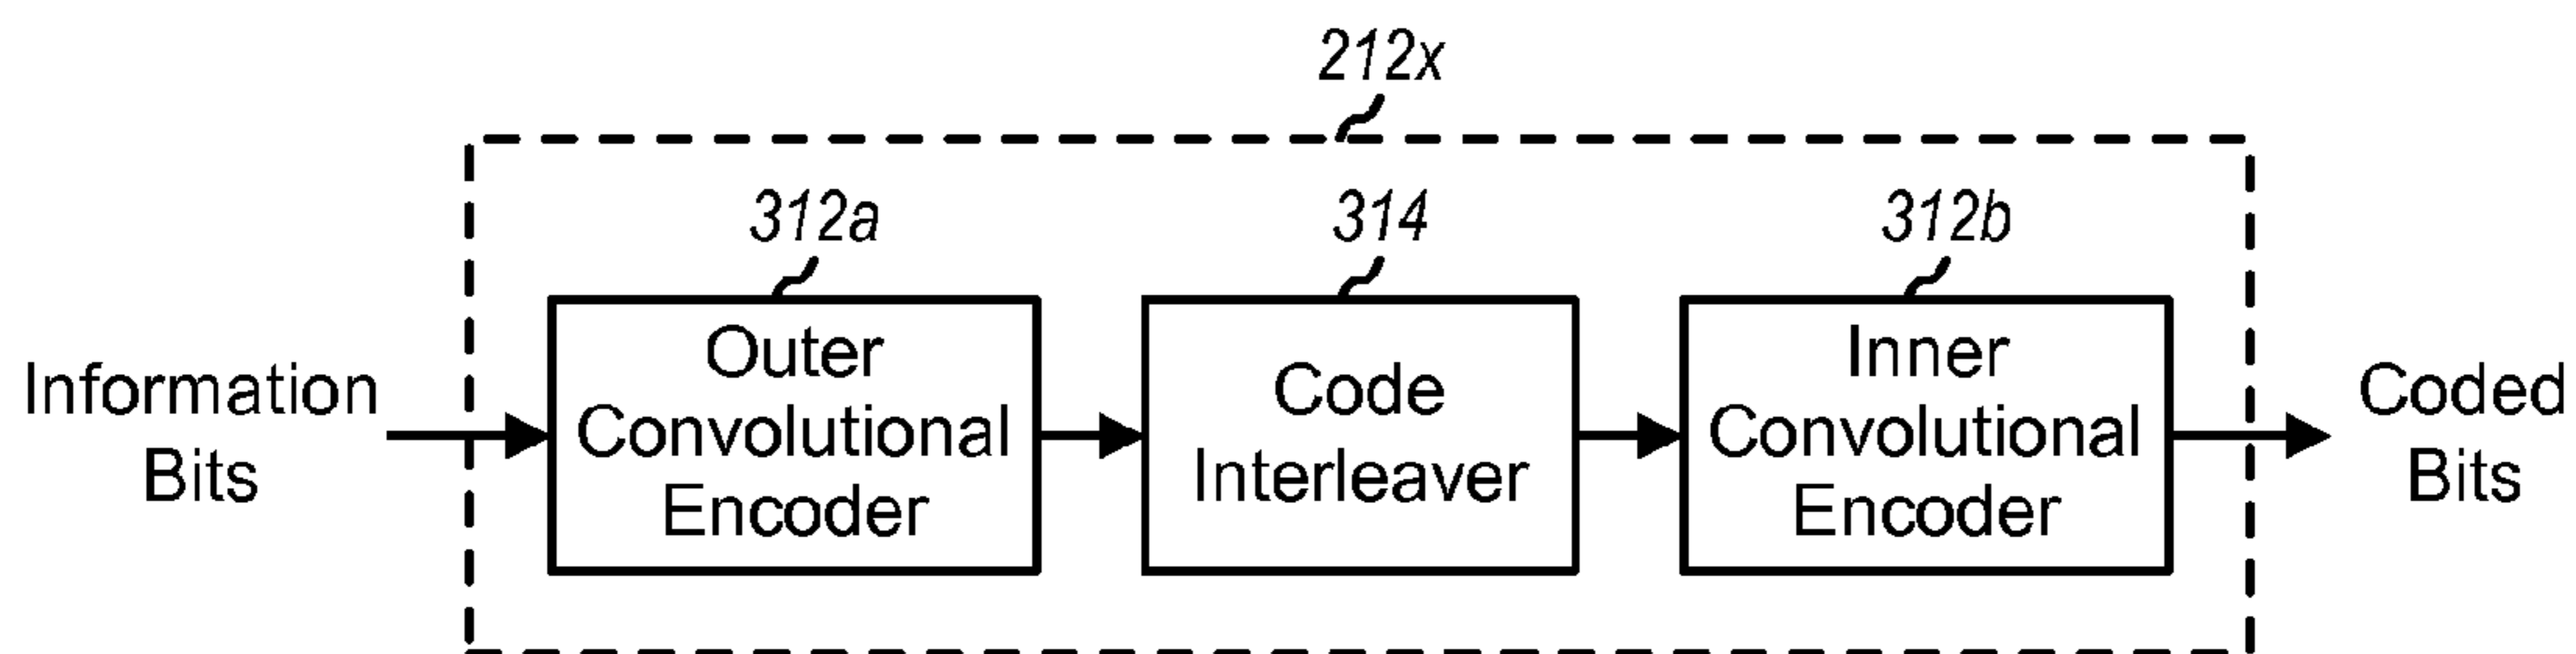 212x
312a
314
312b
Information
Bits
Outer
Convolutional
Encoder
Code
Interleaver
Inner
Convolutional
Encoder
Coded
Bits